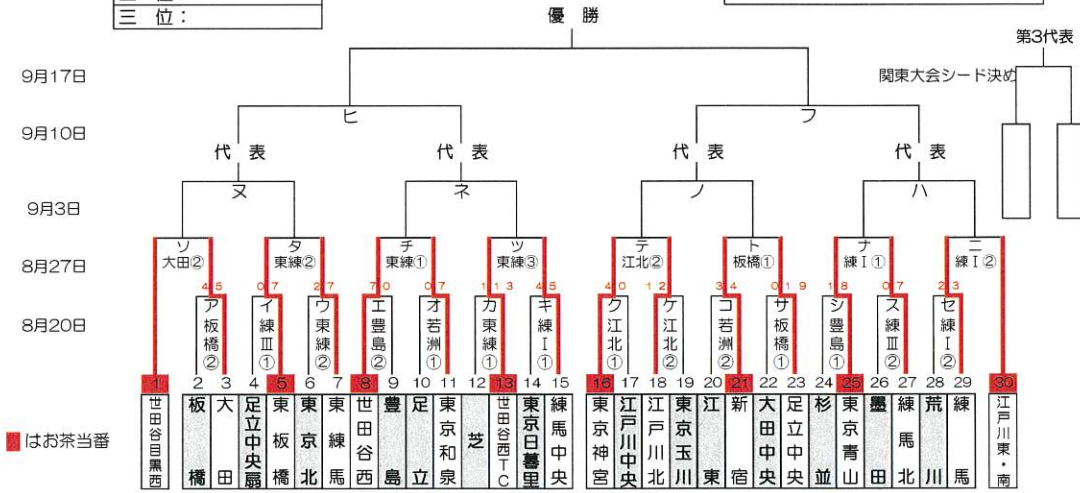 三 位：
優 勝
第3代表
9月17日
関東大会シード決め
ヒ フ
9月10日
代 表 代 表 代 表 代 表
ヌ ネ ノ ハ
9月3日
ソ タ チ ツ テ ト ナ ニ
8月27日
大田② 東練② 東練① 東練③ 江北② 板橋① 練Ⅰ① 練Ⅰ②
4 5 0 7 2 7 7 0 0 7 1 13 4 5 4 0 1 2 3 4 0 19 1 8 0 7 2 3
8月20日
ア板橋② イ練Ⅲ① ウ東練② エ豊島② オ若洲① カ東練① キ練Ⅰ① ク江北① ケ江北② コ若洲② サ板橋① シ豊島① ス練Ⅲ② セ練Ⅰ②
1 2 3 4 5 6 7 8 9 10 11 12 13 14 15 16 17 18 19 20 21 22 23 24 25 26 27 28 29 30
はお茶当番
世田谷目黒西
板橋
大田
足立中央扇
東板橋
東京北
東練馬
世田谷西
豊島
足立
東京和泉
芝
世田谷西TC
東京日暮里
練馬中央
東京神宮
江戸川中央
江戸川北
東京玉川
江東
新宿
大田中央
足立中央
杉並
東京青山
墨田
練馬北
荒川
練馬
江戸川東・南